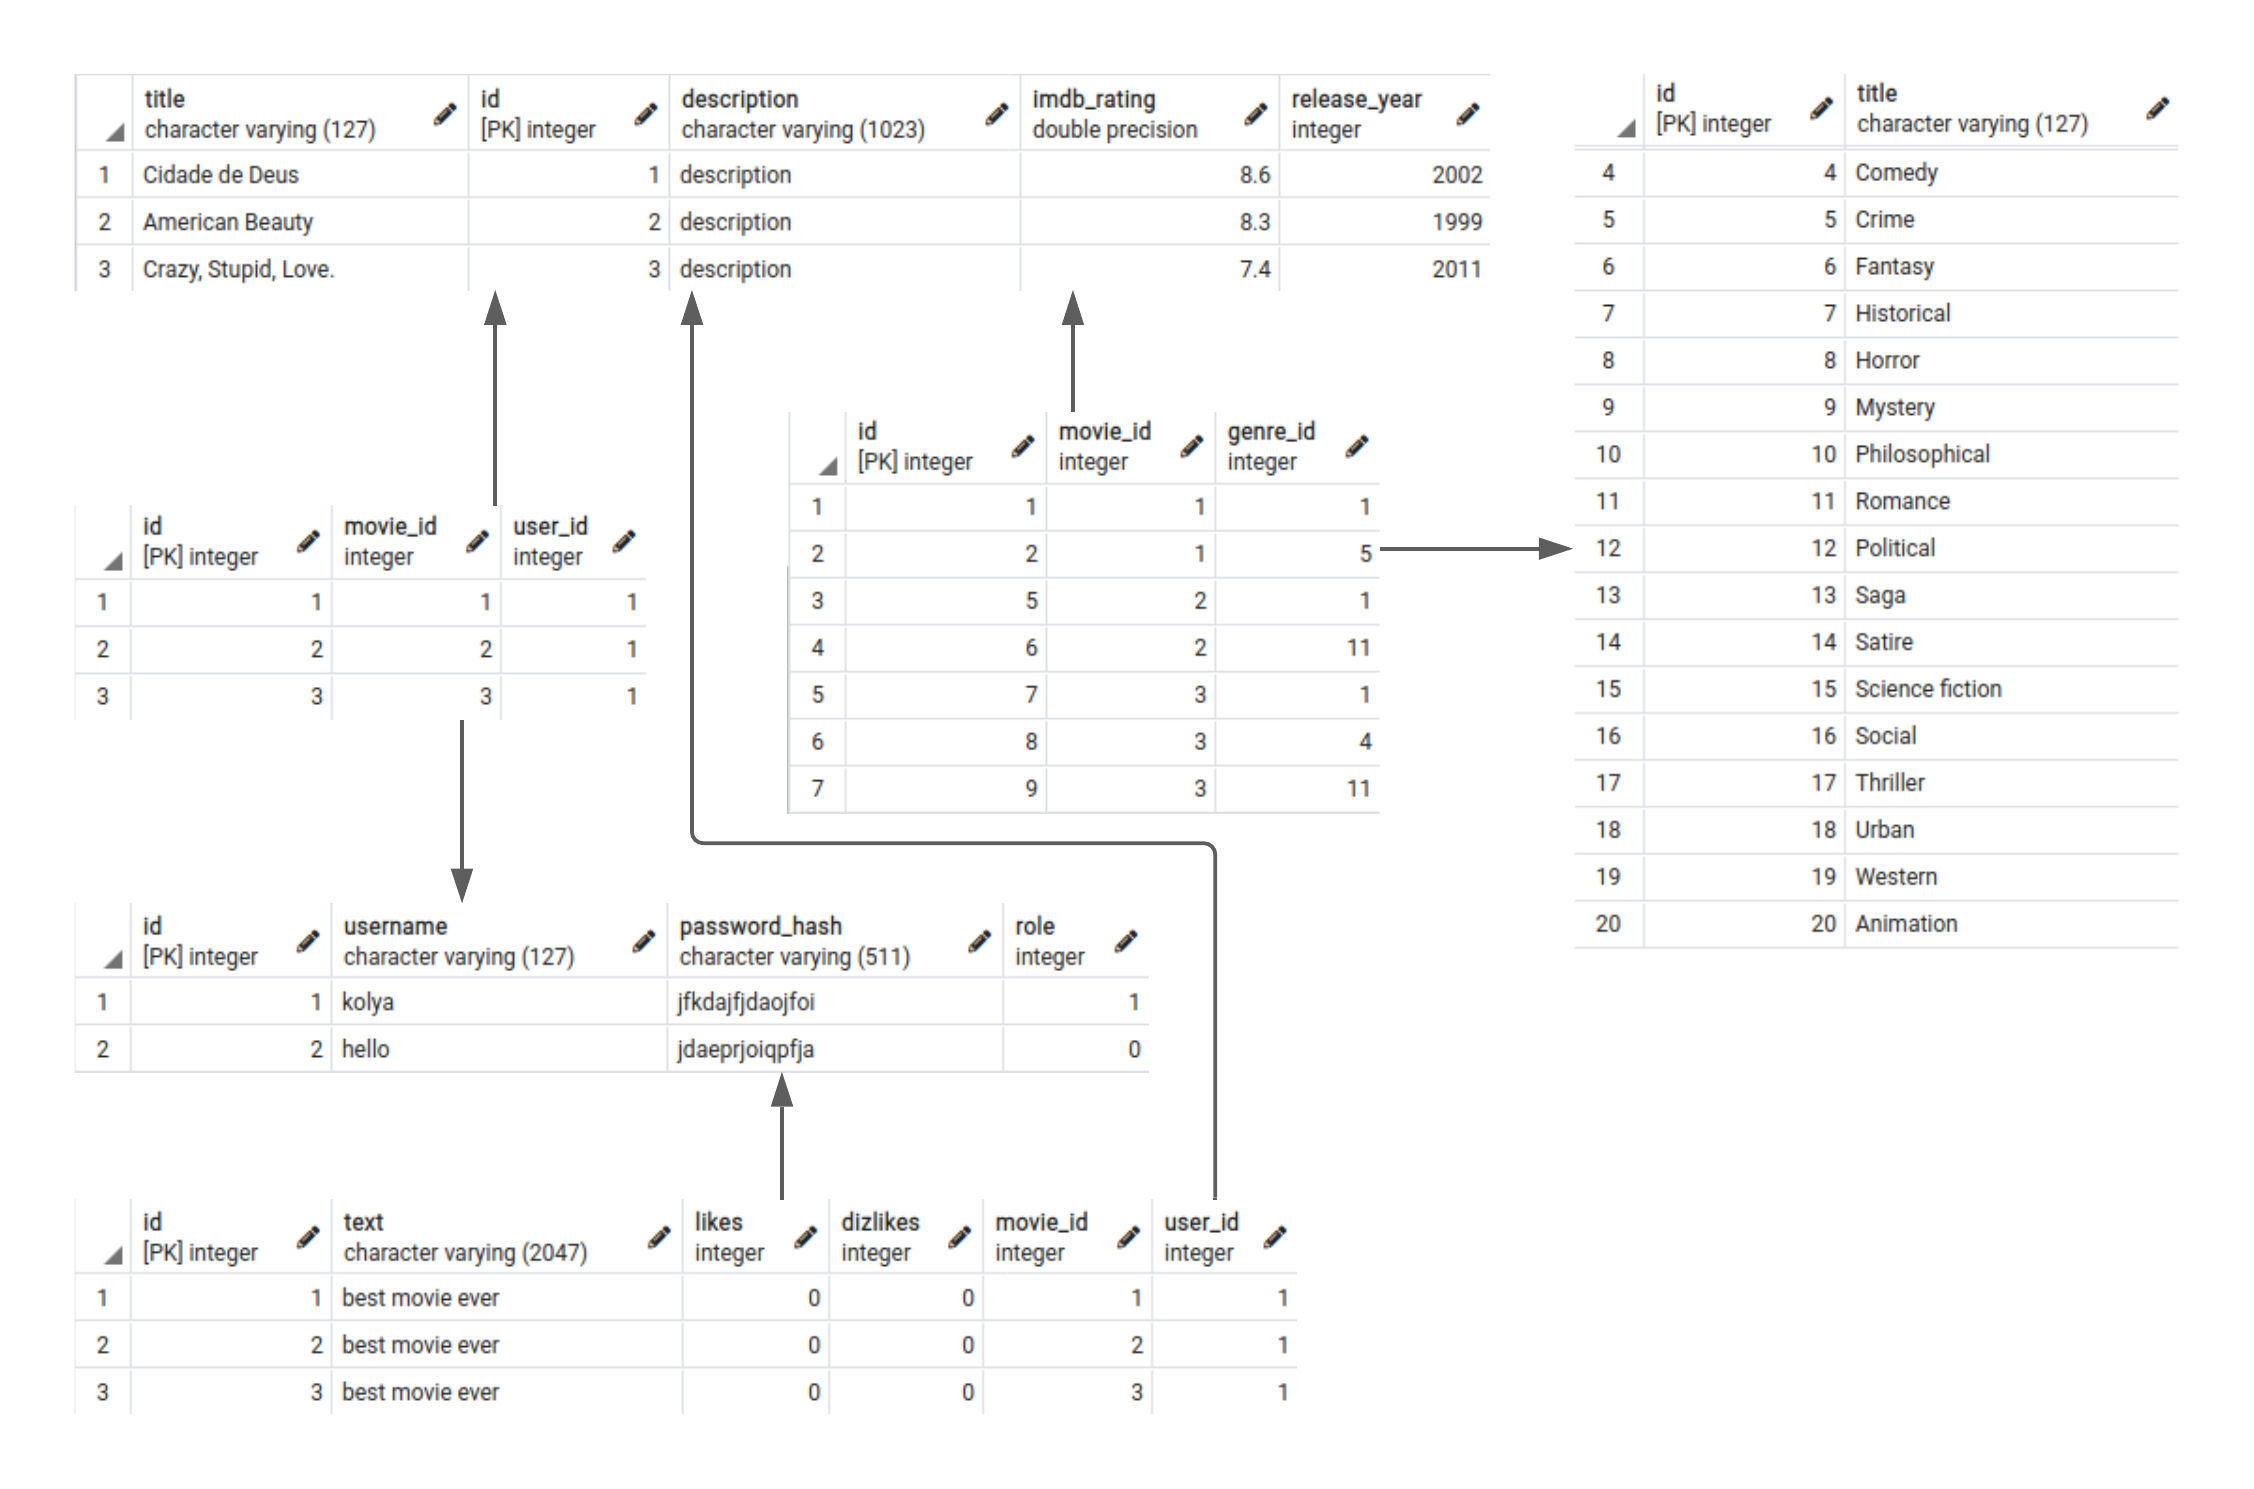 title id description imdb_rating release_year
character varying (127) [PK] integer character varying (1023) double precision integer
1 Cidade de Deus 1 description 8.6 2002
2 American Beauty 2 description 8.3 1999
3 Crazy, Stupid, Love. 3 description 7.4 2011
id title
[PK] integer character varying (127)
4 4 Comedy
5 5 Crime
6 6 Fantasy
7 7 Historical
8 8 Horror
9 9 Mystery
10 10 Philosophical
11 11 Romance
12 12 Political
13 13 Saga
14 14 Satire
15 15 Science fiction
16 16 Social
17 17 Thriller
18 18 Urban
19 19 Western
20 20 Animation
id movie_id genre_id
[PK] integer integer integer
1 1 1 1
2 2 1 5
3 5 2 1
4 6 2 11
5 7 3 1
6 8 3 4
7 9 3 11
id movie_id user_id
[PK] integer integer integer
1 1 1 1
2 2 2 1
3 3 3 1
id username password_hash role
[PK] integer character varying (127) character varying (511) integer
1 1 kolya jfkdajfjdaojfoi 1
2 2 hello jdaeprjoiqpfja 0
id text likes dizlikes movie_id user_id
[PK] integer character varying (2047) integer integer integer integer
1 1 best movie ever 0 0 1 1
2 2 best movie ever 0 0 2 1
3 3 best movie ever 0 0 3 1